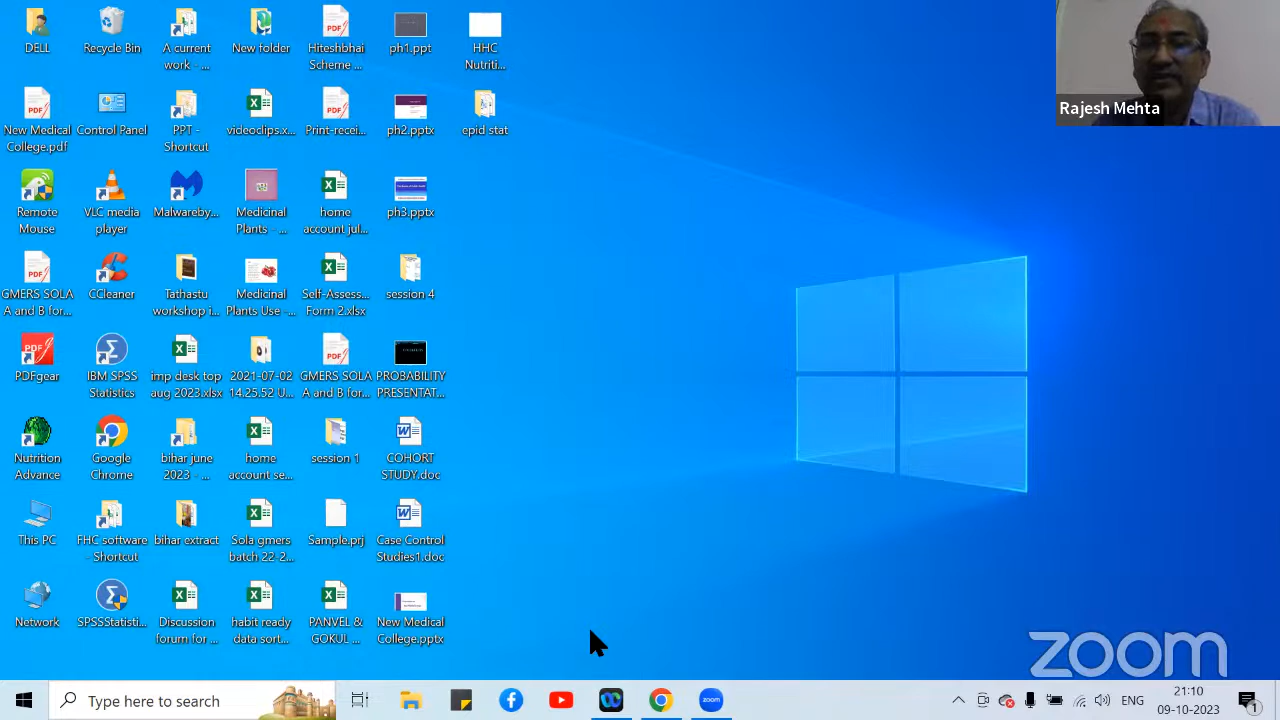 DELL
Recycle Bin
A current
work - ...
New folder
Hiteshbhai
Scheme ...
ph1.ppt
HHC
Nutriti...
Rajesh Mehta
New Medical
College.pdf
Control Panel
PPT -
Shortcut
videoclips.x...
Print-recei...
ph2.pptx
epid stat
Remote
Mouse
VLC media
player
Malwareby...
Medicinal
Plants - ...
home
account jul...
ph3.pptx
GMERS SOLA
A and B for...
CCleaner
Tathastu
workshop i...
Medicinal
Plants Use -...
Self-Assess...
Form 2.xlsx
session 4
PDFgear
IBM SPSS
Statistics
imp desk top
aug 2023.xlsx
2021-07-02
14.25.52 U...
GMERS SOLA
A and B for...
PROBABILITY
PRESENTAT...
Nutrition
Advance
Google
Chrome
bihar june
2023 - ...
home
account se...
session 1
COHORT
STUDY.doc
This PC
FHC software
- Shortcut
bihar extract
Sola gmers
batch 22-2...
Sample.prj
Case Control
Studies1.doc
Network
SPSSStatisti...
Discussion
forum for ...
habit ready
data sort...
PANVEL &
GOKUL ...
New Medical
College.pptx
zoom
Type here to search
zoom
ENG
21:10
09-10-2023
1